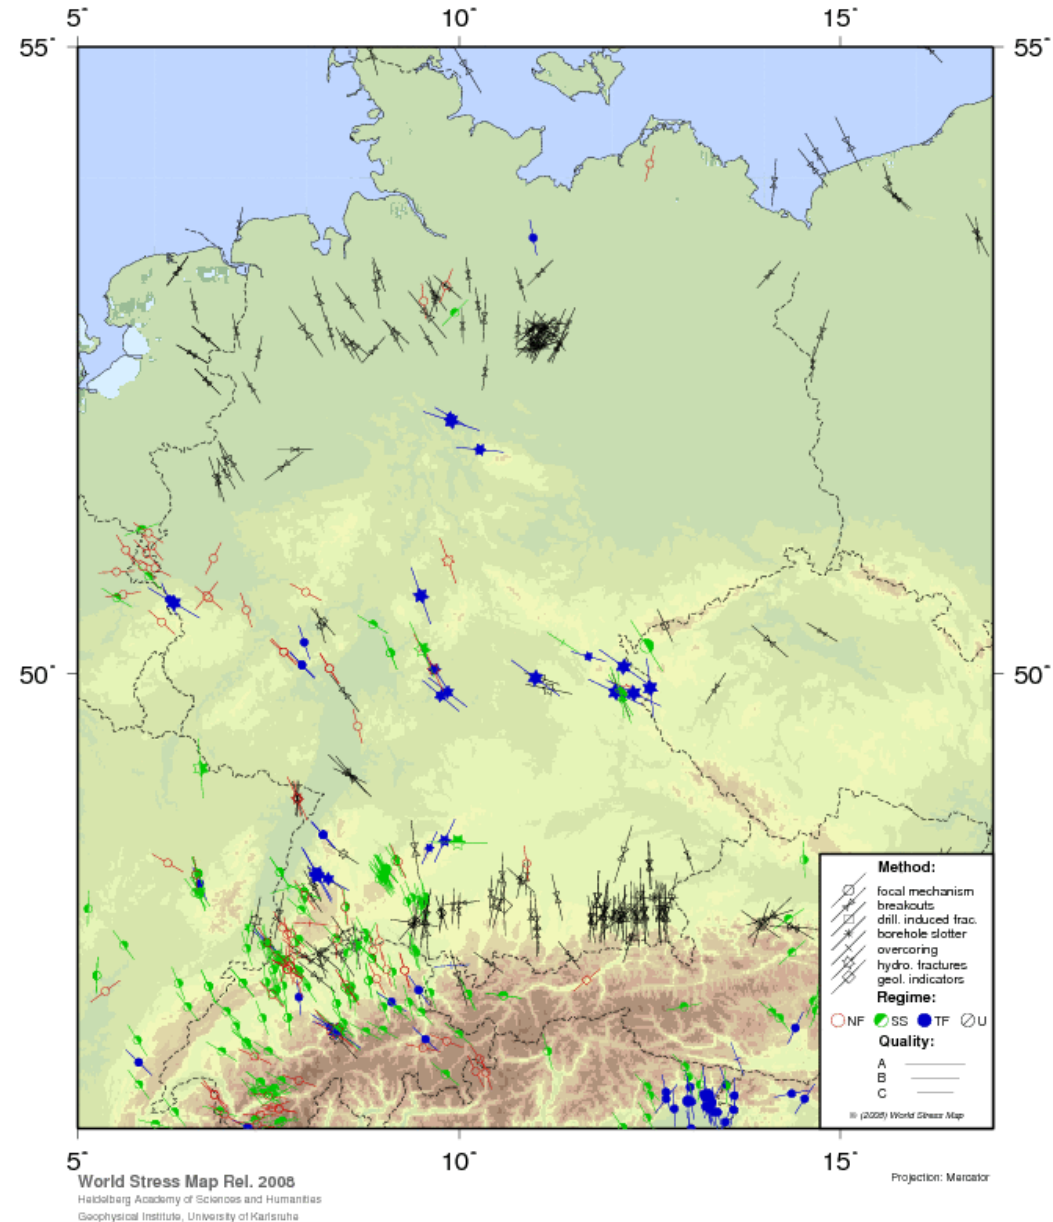 5° 10° 15°
55° 55°
50° 50°
Method:
focal mechanism
breakouts
drill. induced frac.
borehole slotter
overcoring
hydro. fractures
geol. indicators
Regime:
NF SS TF U
Quality:
A
B
C
© (2008) World Stress Map
5° 10° 15°
World Stress Map Rel. 2008
Projection: Mercator
Heidelberg Academy of Sciences and Humanities
Geophysical Institute, University of Karlsruhe